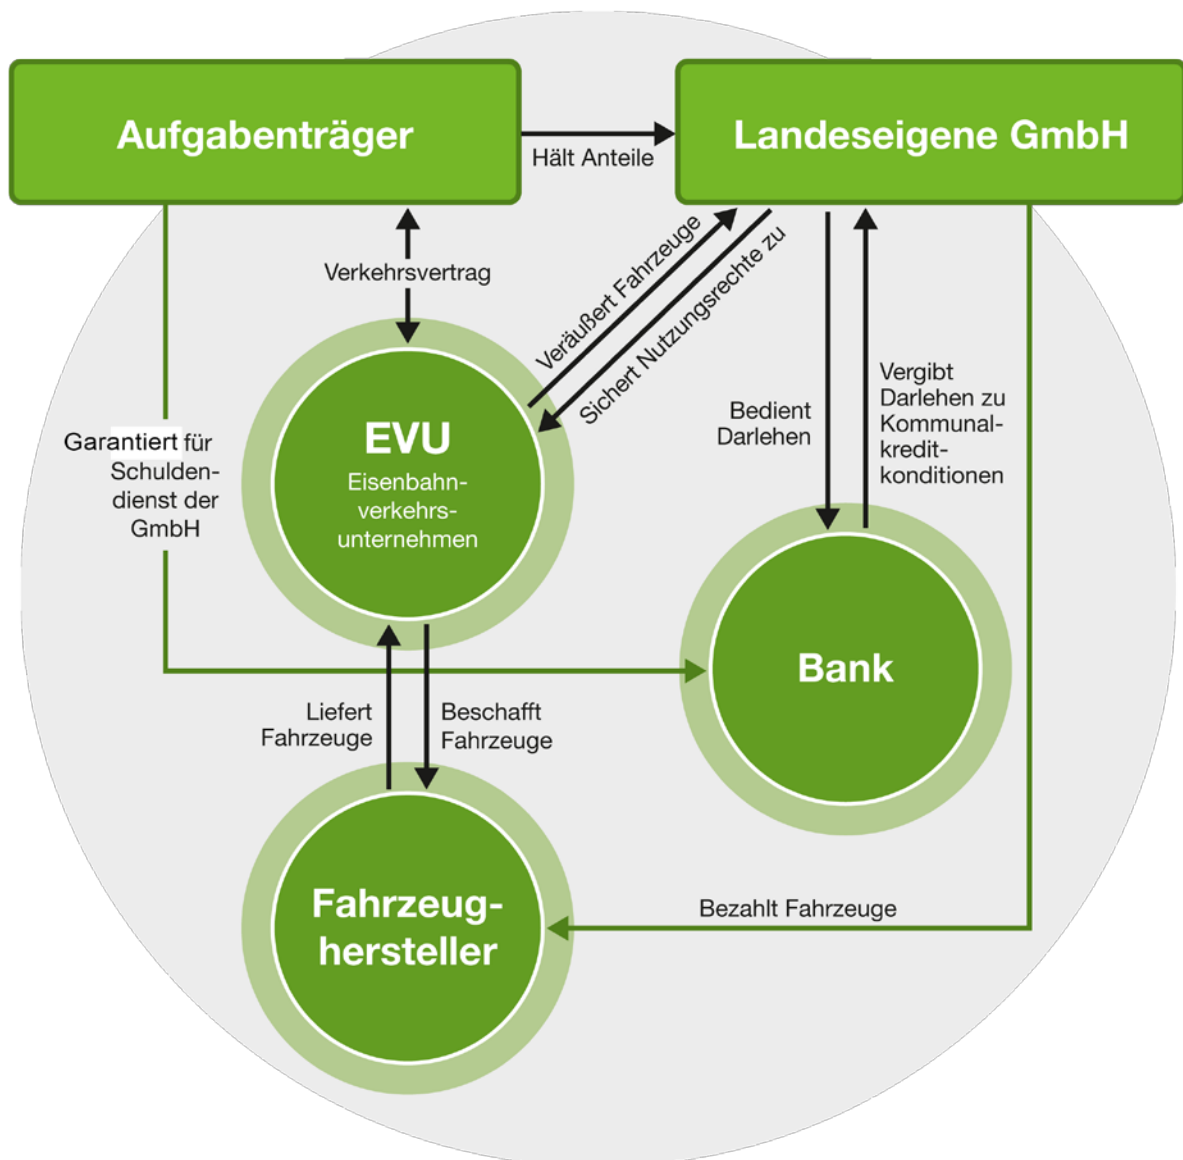 Aufgabenträger
Landeseigene GmbH
Hält Anteile
Verkehrsvertrag
Veräußert Fahrzeuge
Sichert Nutzungsrechte zu
Garantiert für
Schulden-
dienst der
GmbH
EVU
Eisenbahn-
verkehrs-
unternehmen
Bedient
Darlehen
Vergibt
Darlehen zu
Kommunal-
kredit-
konditionen
Bank
Liefert
Fahrzeuge
Beschafft
Fahrzeuge
Fahrzeug-
hersteller
Bezahlt Fahrzeuge